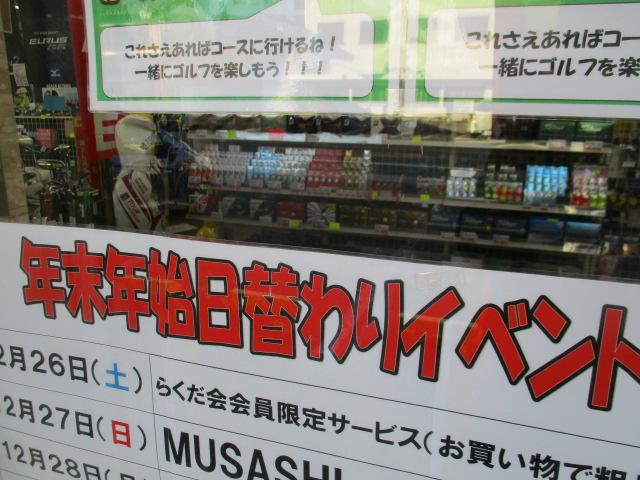 EURUS
これさえあればコースに行けるね！
一緒にゴルフを楽しもう！！！
これさえあればコー
一緒にゴルフを楽
年末年始日替わりイベント
2月26日(土) らくだ会会員限定サービス(お買い物で粗
2月27日(日) MUSASHI
12月28日(